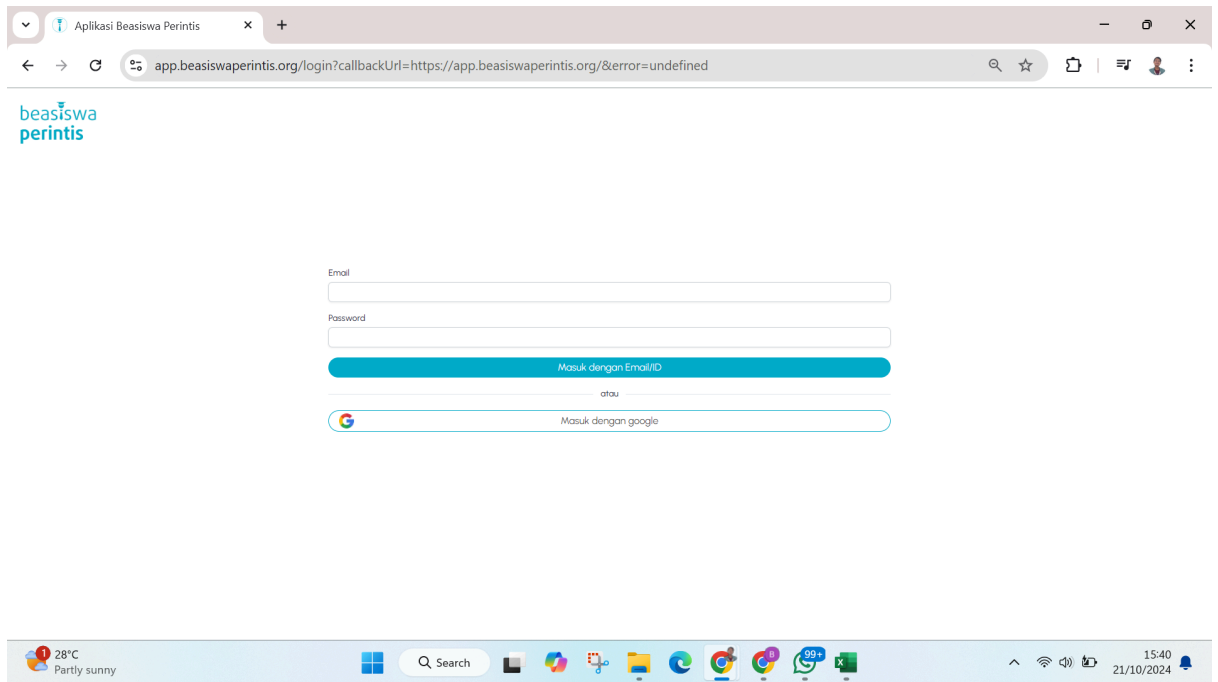 Aplikasi Beasiswa Perintis
app.beasiswaperintis.org/login?callbackUrl=https://app.beasiswaperintis.org/&error=undefined
beasiswa
perintis
Email
Password
Masuk dengan Email/ID
atau
Masuk dengan google
1
28°C
Partly sunny
Search
B
99+
15:40
21/10/2024